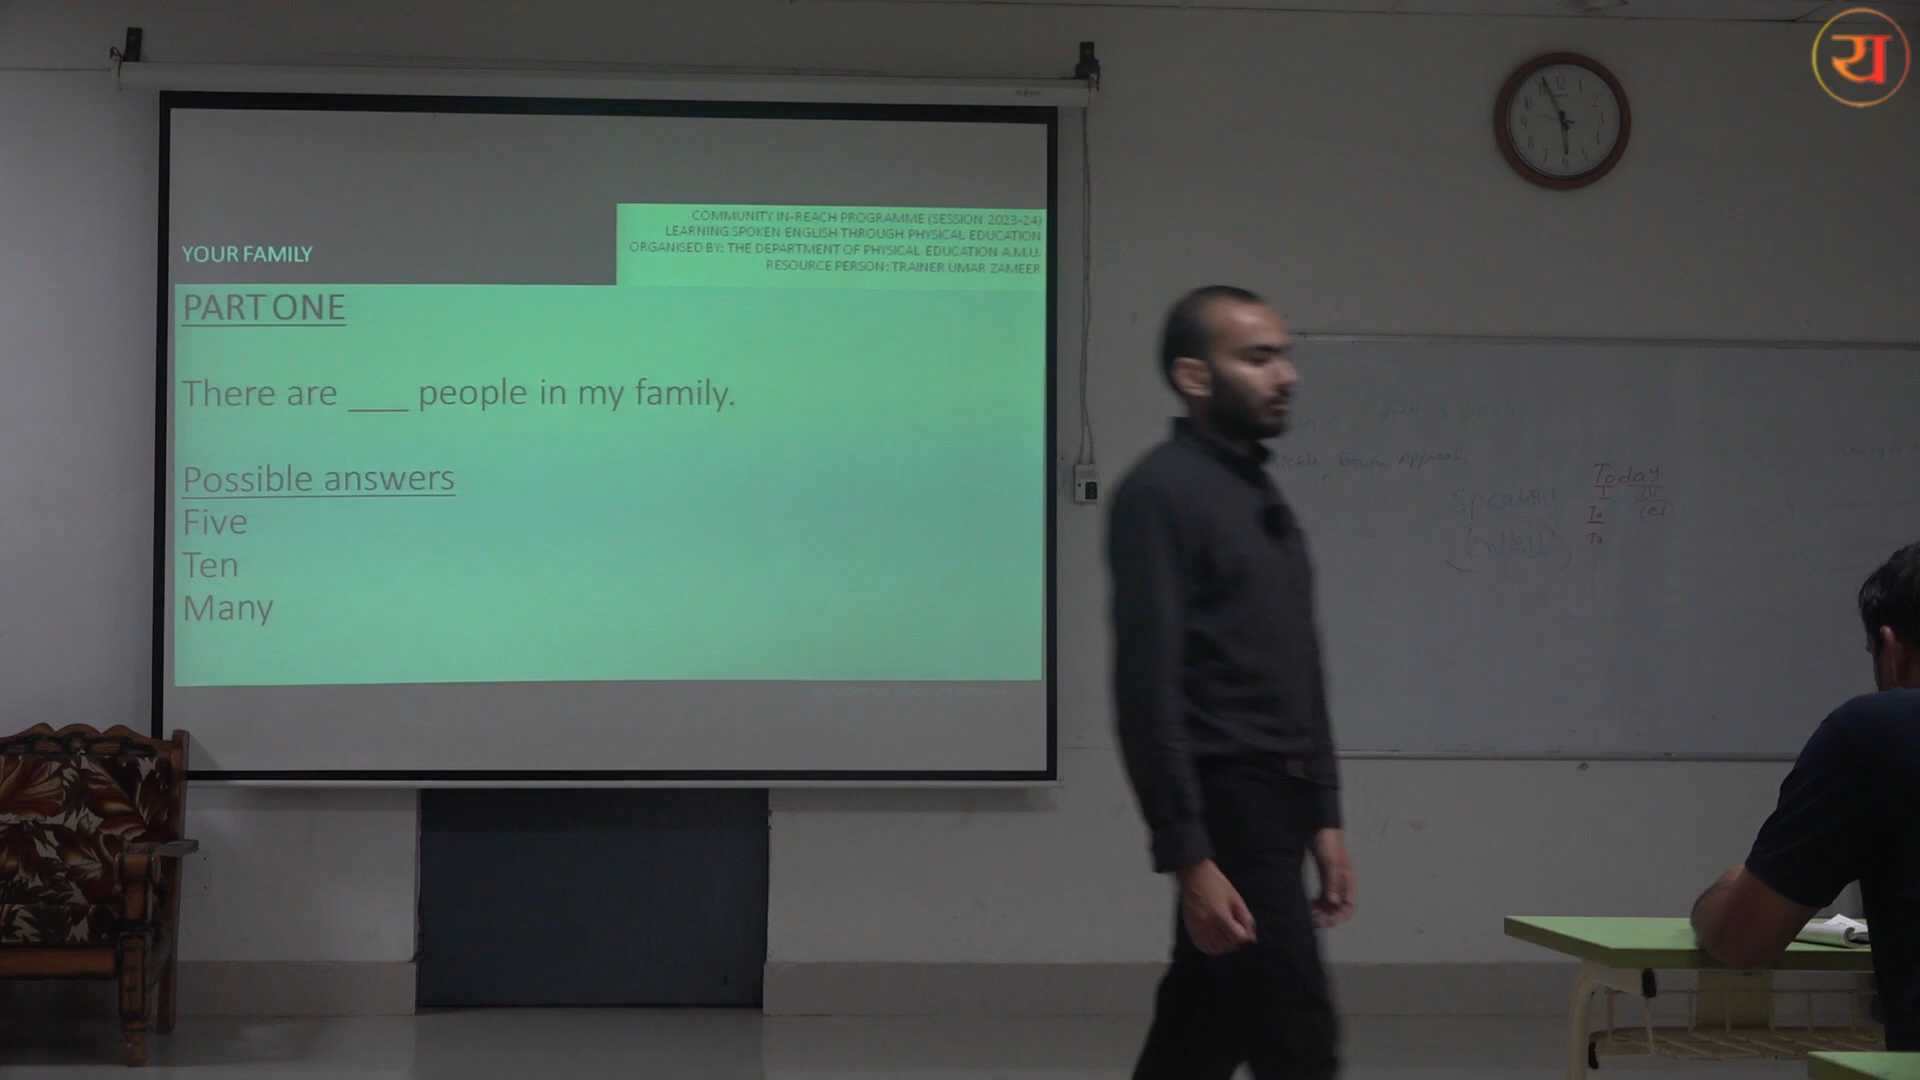 य
COMMUNITY IN-REACH PROGRAMME (SESSION 2023-24)
LEARNING SPOKEN ENGLISH THROUGH PHYSICAL EDUCATION
ORGANISED BY: THE DEPARTMENT OF PHYSICAL EDUCATION A.M.U.
RESOURCE PERSON: TRAINER UMAR ZAMEER
YOUR FAMILY
PART ONE
There are ____ people in my family.
Possible answers
Five
Ten
Many
Today